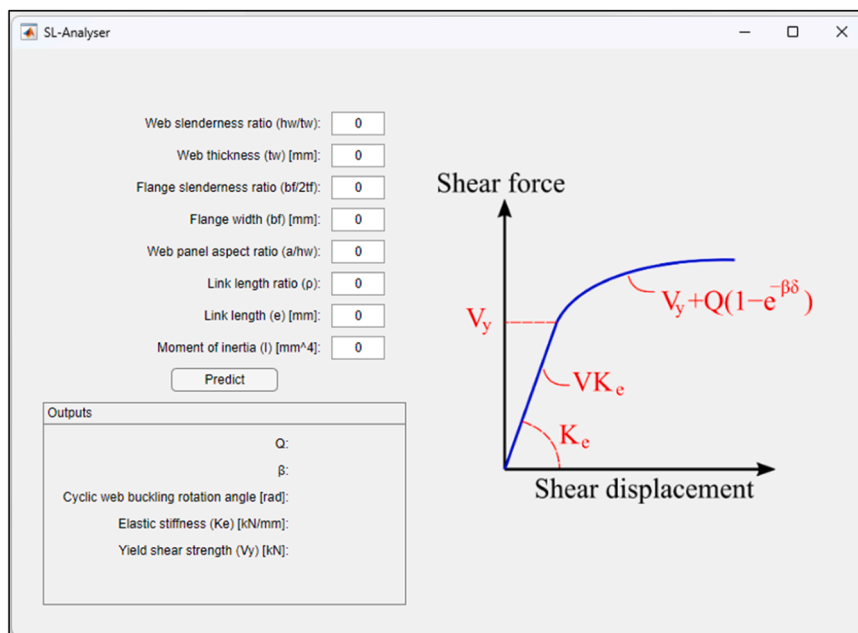 SL-Analyser
Web slenderness ratio (hw/tw): 0
Web thickness (tw) [mm]: 0
Flange slenderness ratio (bf/2tf): 0
Flange width (bf) [mm]: 0
Web panel aspect ratio (a/hw): 0
Link length ratio (ρ): 0
Link length (e) [mm]: 0
Moment of inertia (I) [mm^4]: 0
Predict
Outputs
Q:
β:
Cyclic web buckling rotation angle [rad]:
Elastic stiffness (Ke) [kN/mm]:
Yield shear strength (Vy) [kN]:
Shear force
Vy+Q(1−e−βδ)
Vy
VKe
Ke
Shear displacement